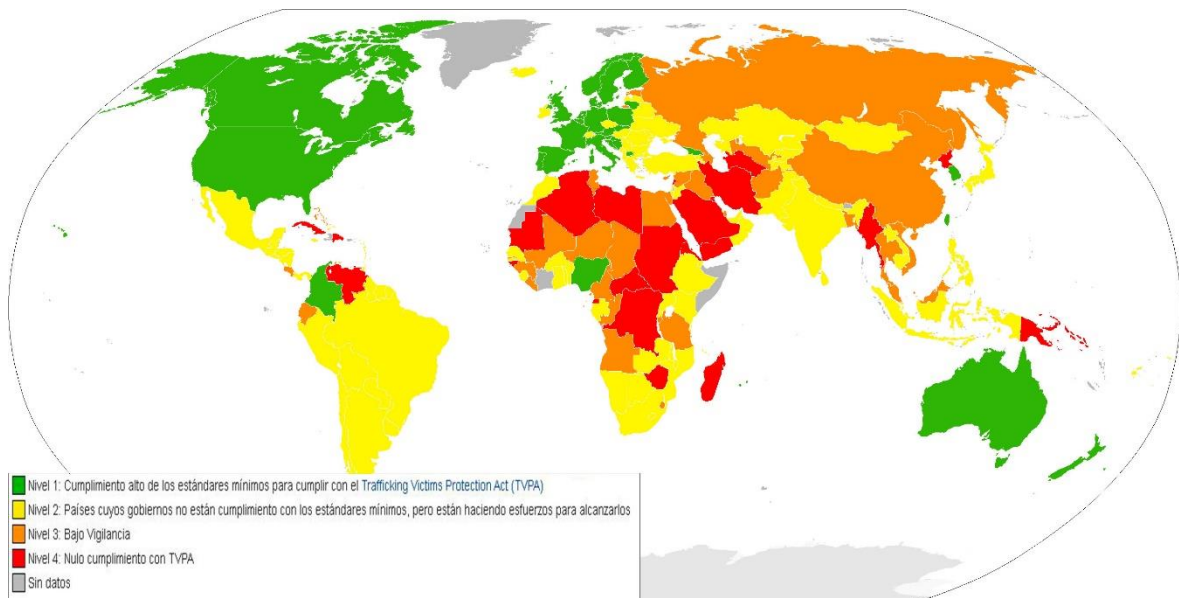 Nivel 1: Cumplimiento alto de los estándares mínimos para cumplir con el Trafficking Victims Protection Act (TVPA)
Nivel 2: Países cuyos gobiernos no están cumplimiento con los estándares mínimos, pero están haciendo esfuerzos para alcanzarlos
Nivel 3: Bajo Vigilancia
Nivel 4: Nulo cumplimiento con TVPA
Sin datos